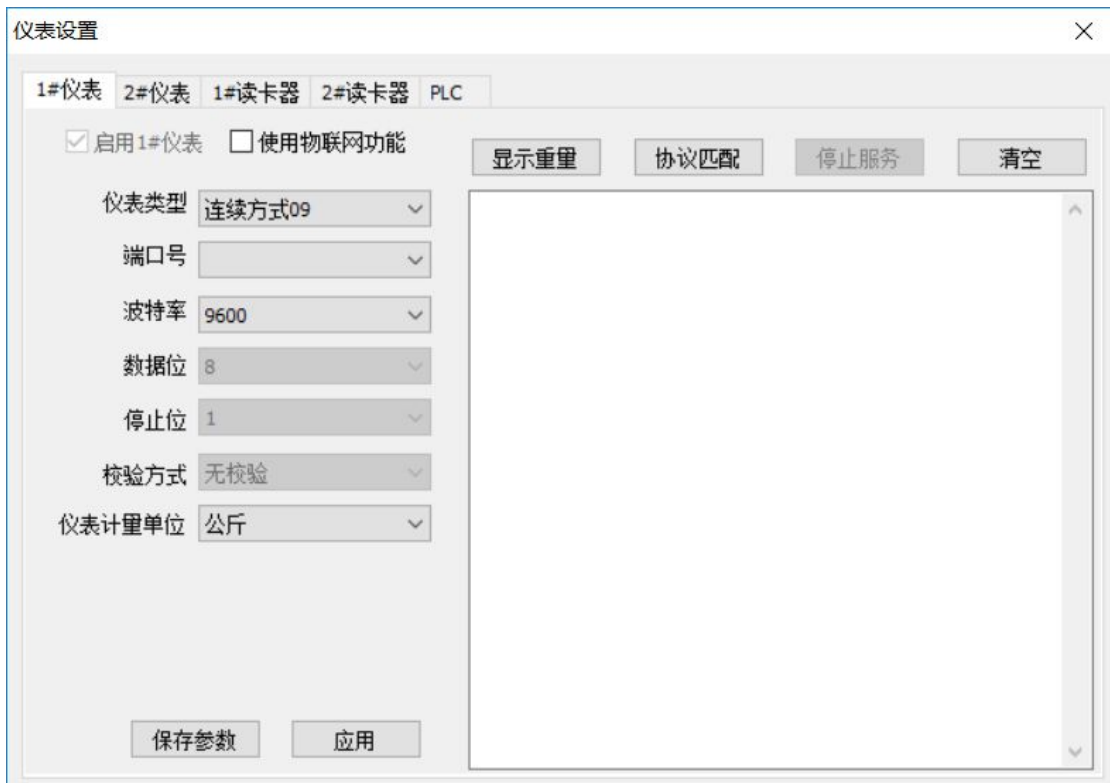 仪表设置
1#仪表 2#仪表 1#读卡器 2#读卡器 PLC
启用1#仪表 使用物联网功能
显示重量 协议匹配 停止服务 清空
仪表类型 连续方式09
端口号
波特率 9600
数据位 8
停止位 1
校验方式 无校验
仪表计量单位 公斤
保存参数 应用